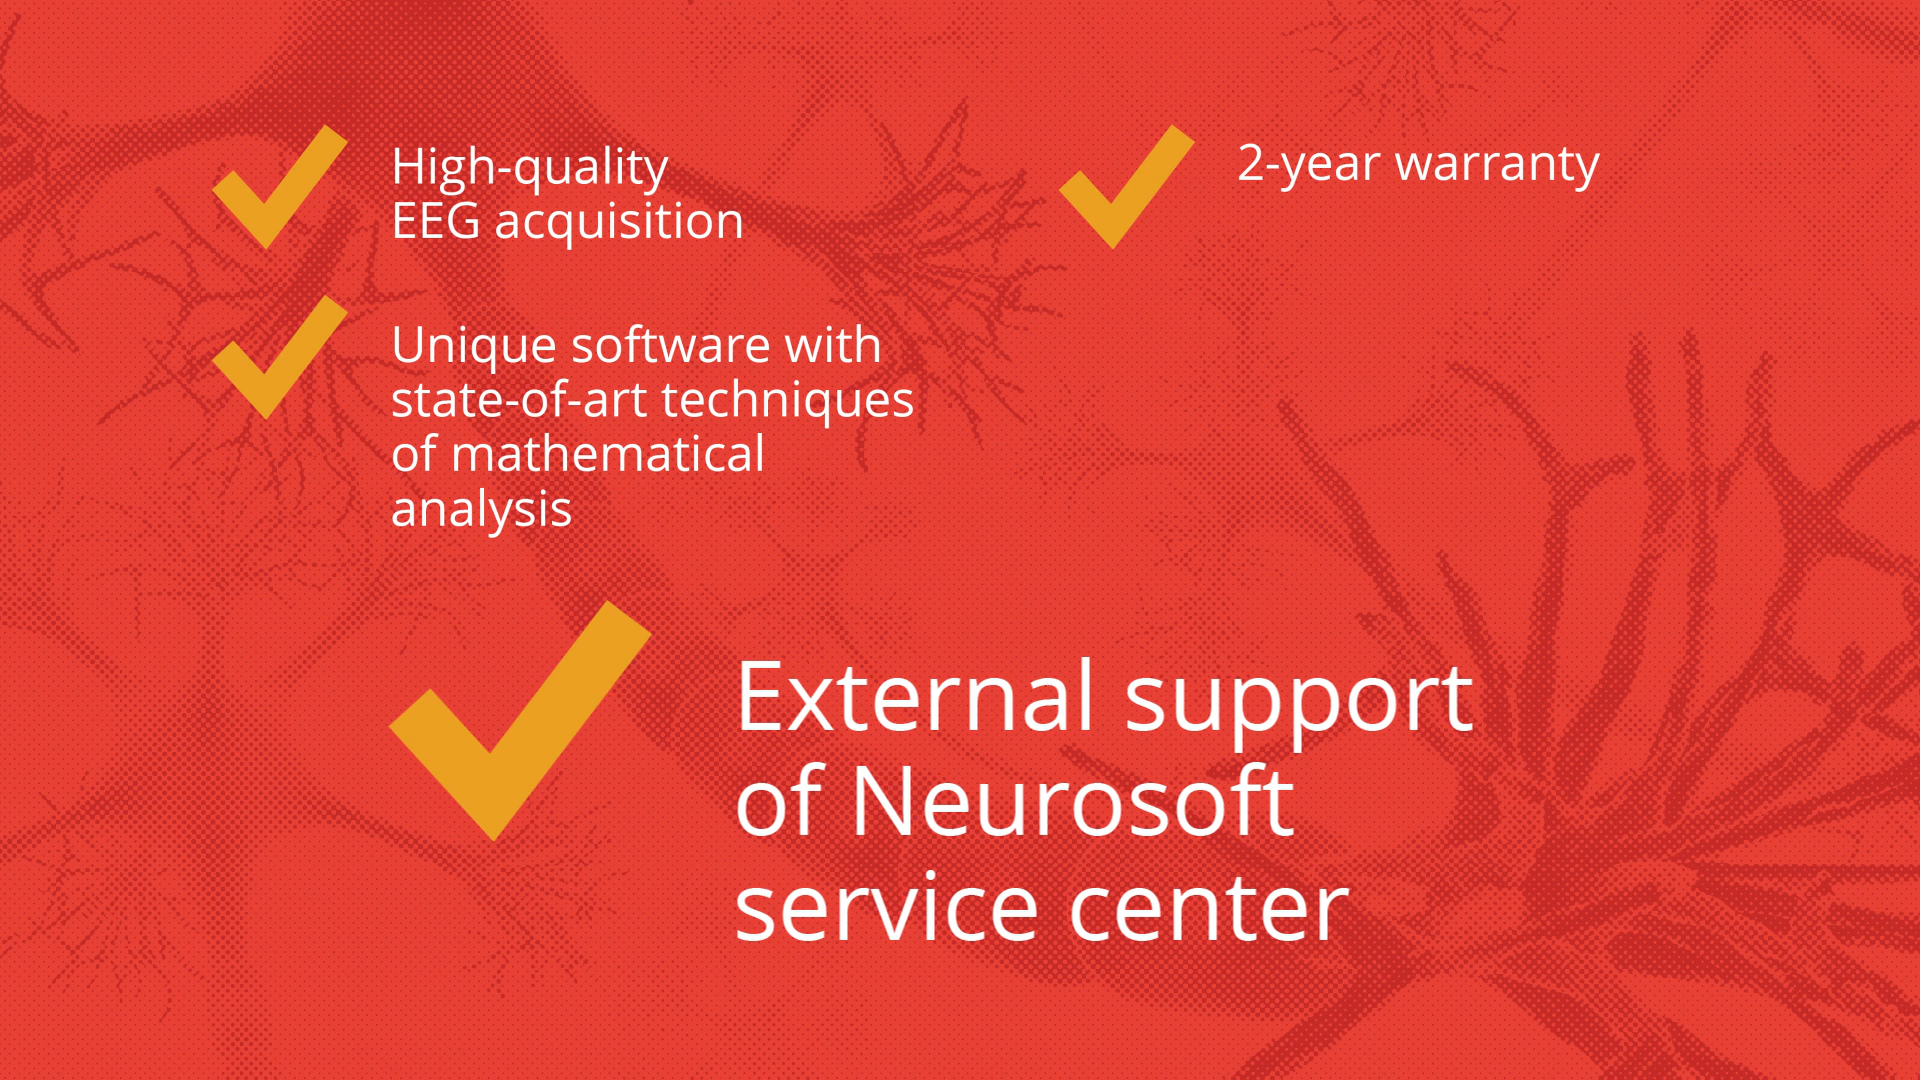 High-quality
EEG acquisition
Unique software with
state-of-art techniques
of mathematical
analysis
2-year warranty
External support
of Neurosoft
service center